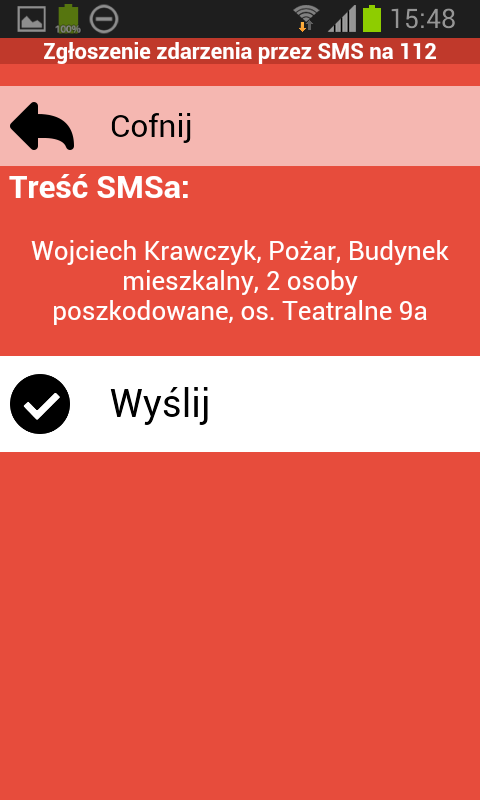 100%
15:48
Zgłoszenie zdarzenia przez SMS na 112
Cofnij
Treść SMSa:
Wojciech Krawczyk, Pożar, Budynek
mieszkalny, 2 osoby
poszkodowane, os. Teatralne 9a
Wyślij